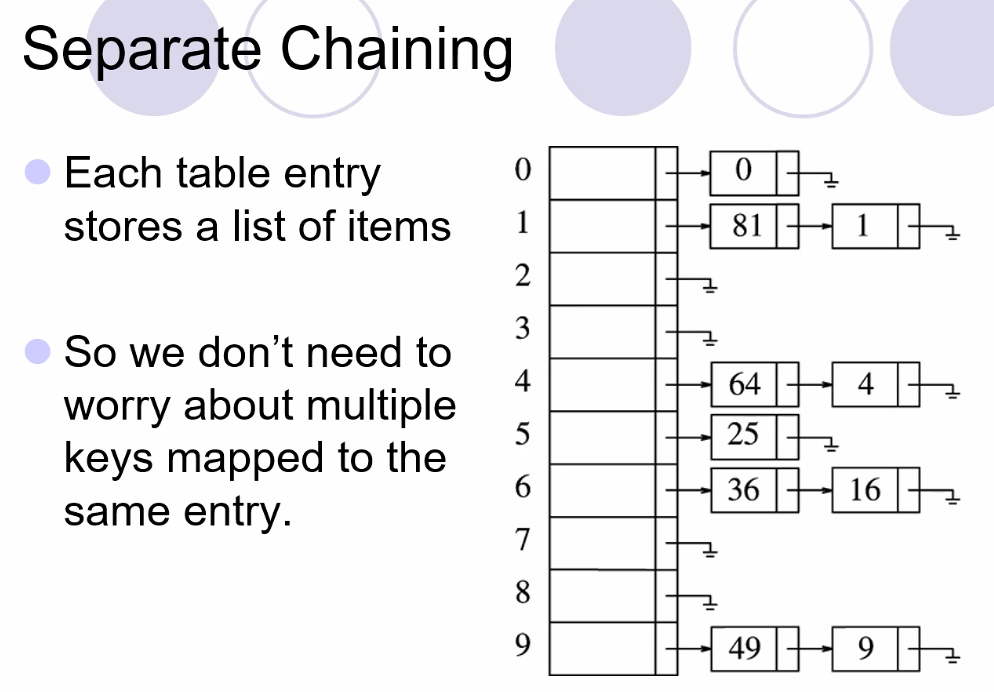 Separate Chaining
Each table entry
stores a list of items
So we don't need to
worry about multiple
keys mapped to the
same entry.
0 0
1 81 1
2
3
4 64 4
5 25
6 36 16
7
8
9 49 9